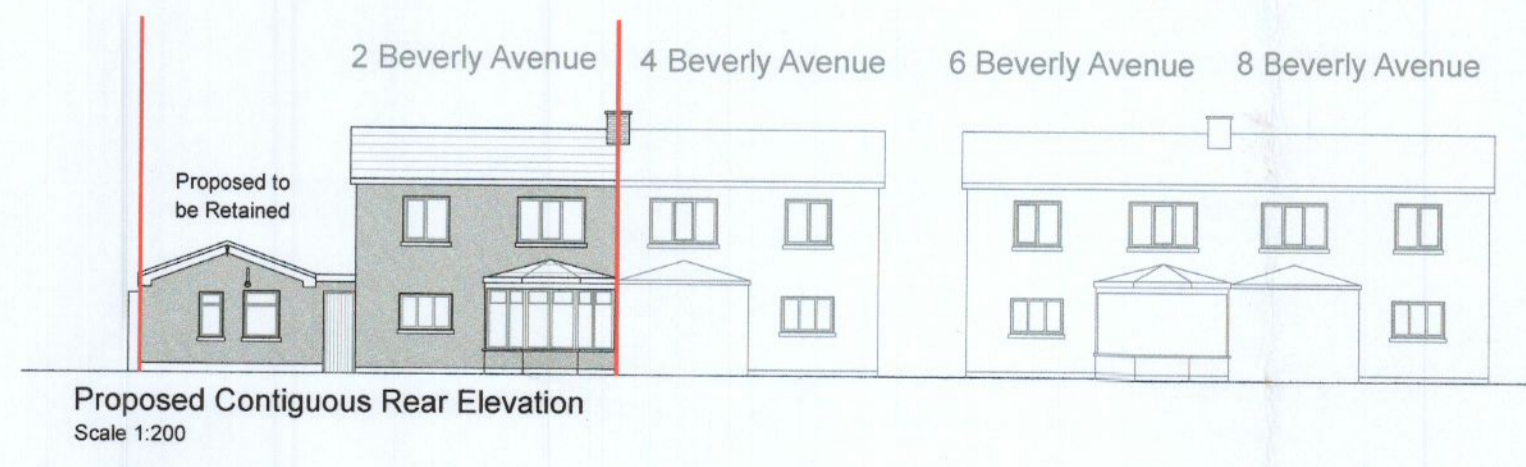 2 Beverly Avenue
4 Beverly Avenue
6 Beverly Avenue
8 Beverly Avenue
Proposed to
be Retained
Proposed Contiguous Rear Elevation
Scale 1:200